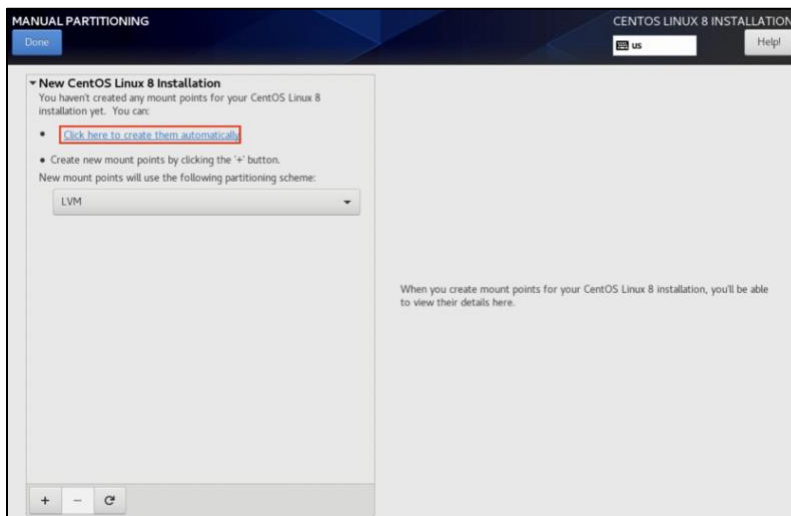 MANUAL PARTITIONING
CENTOS LINUX 8 INSTALLATION
Done
us
Help!
New CentOS Linux 8 Installation
You haven't created any mount points for your CentOS Linux 8
installation yet. You can:
• Click here to create them automatically
• Create new mount points by clicking the '+' button.
New mount points will use the following partitioning scheme:
LVM
When you create mount points for your CentOS Linux 8 installation, you'll be able
to view their details here.
+ − ⟳